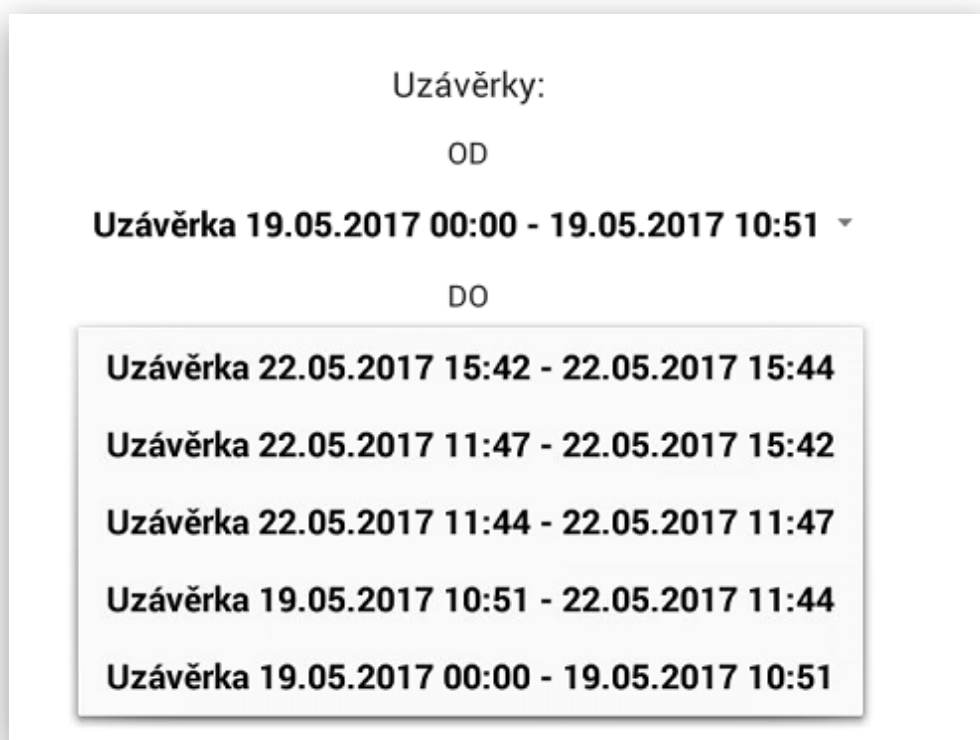 Uzávěrky:
OD
Uzávěrka 19.05.2017 00:00 - 19.05.2017 10:51
DO
Uzávěrka 22.05.2017 15:42 - 22.05.2017 15:44
Uzávěrka 22.05.2017 11:47 - 22.05.2017 15:42
Uzávěrka 22.05.2017 11:44 - 22.05.2017 11:47
Uzávěrka 19.05.2017 10:51 - 22.05.2017 11:44
Uzávěrka 19.05.2017 00:00 - 19.05.2017 10:51